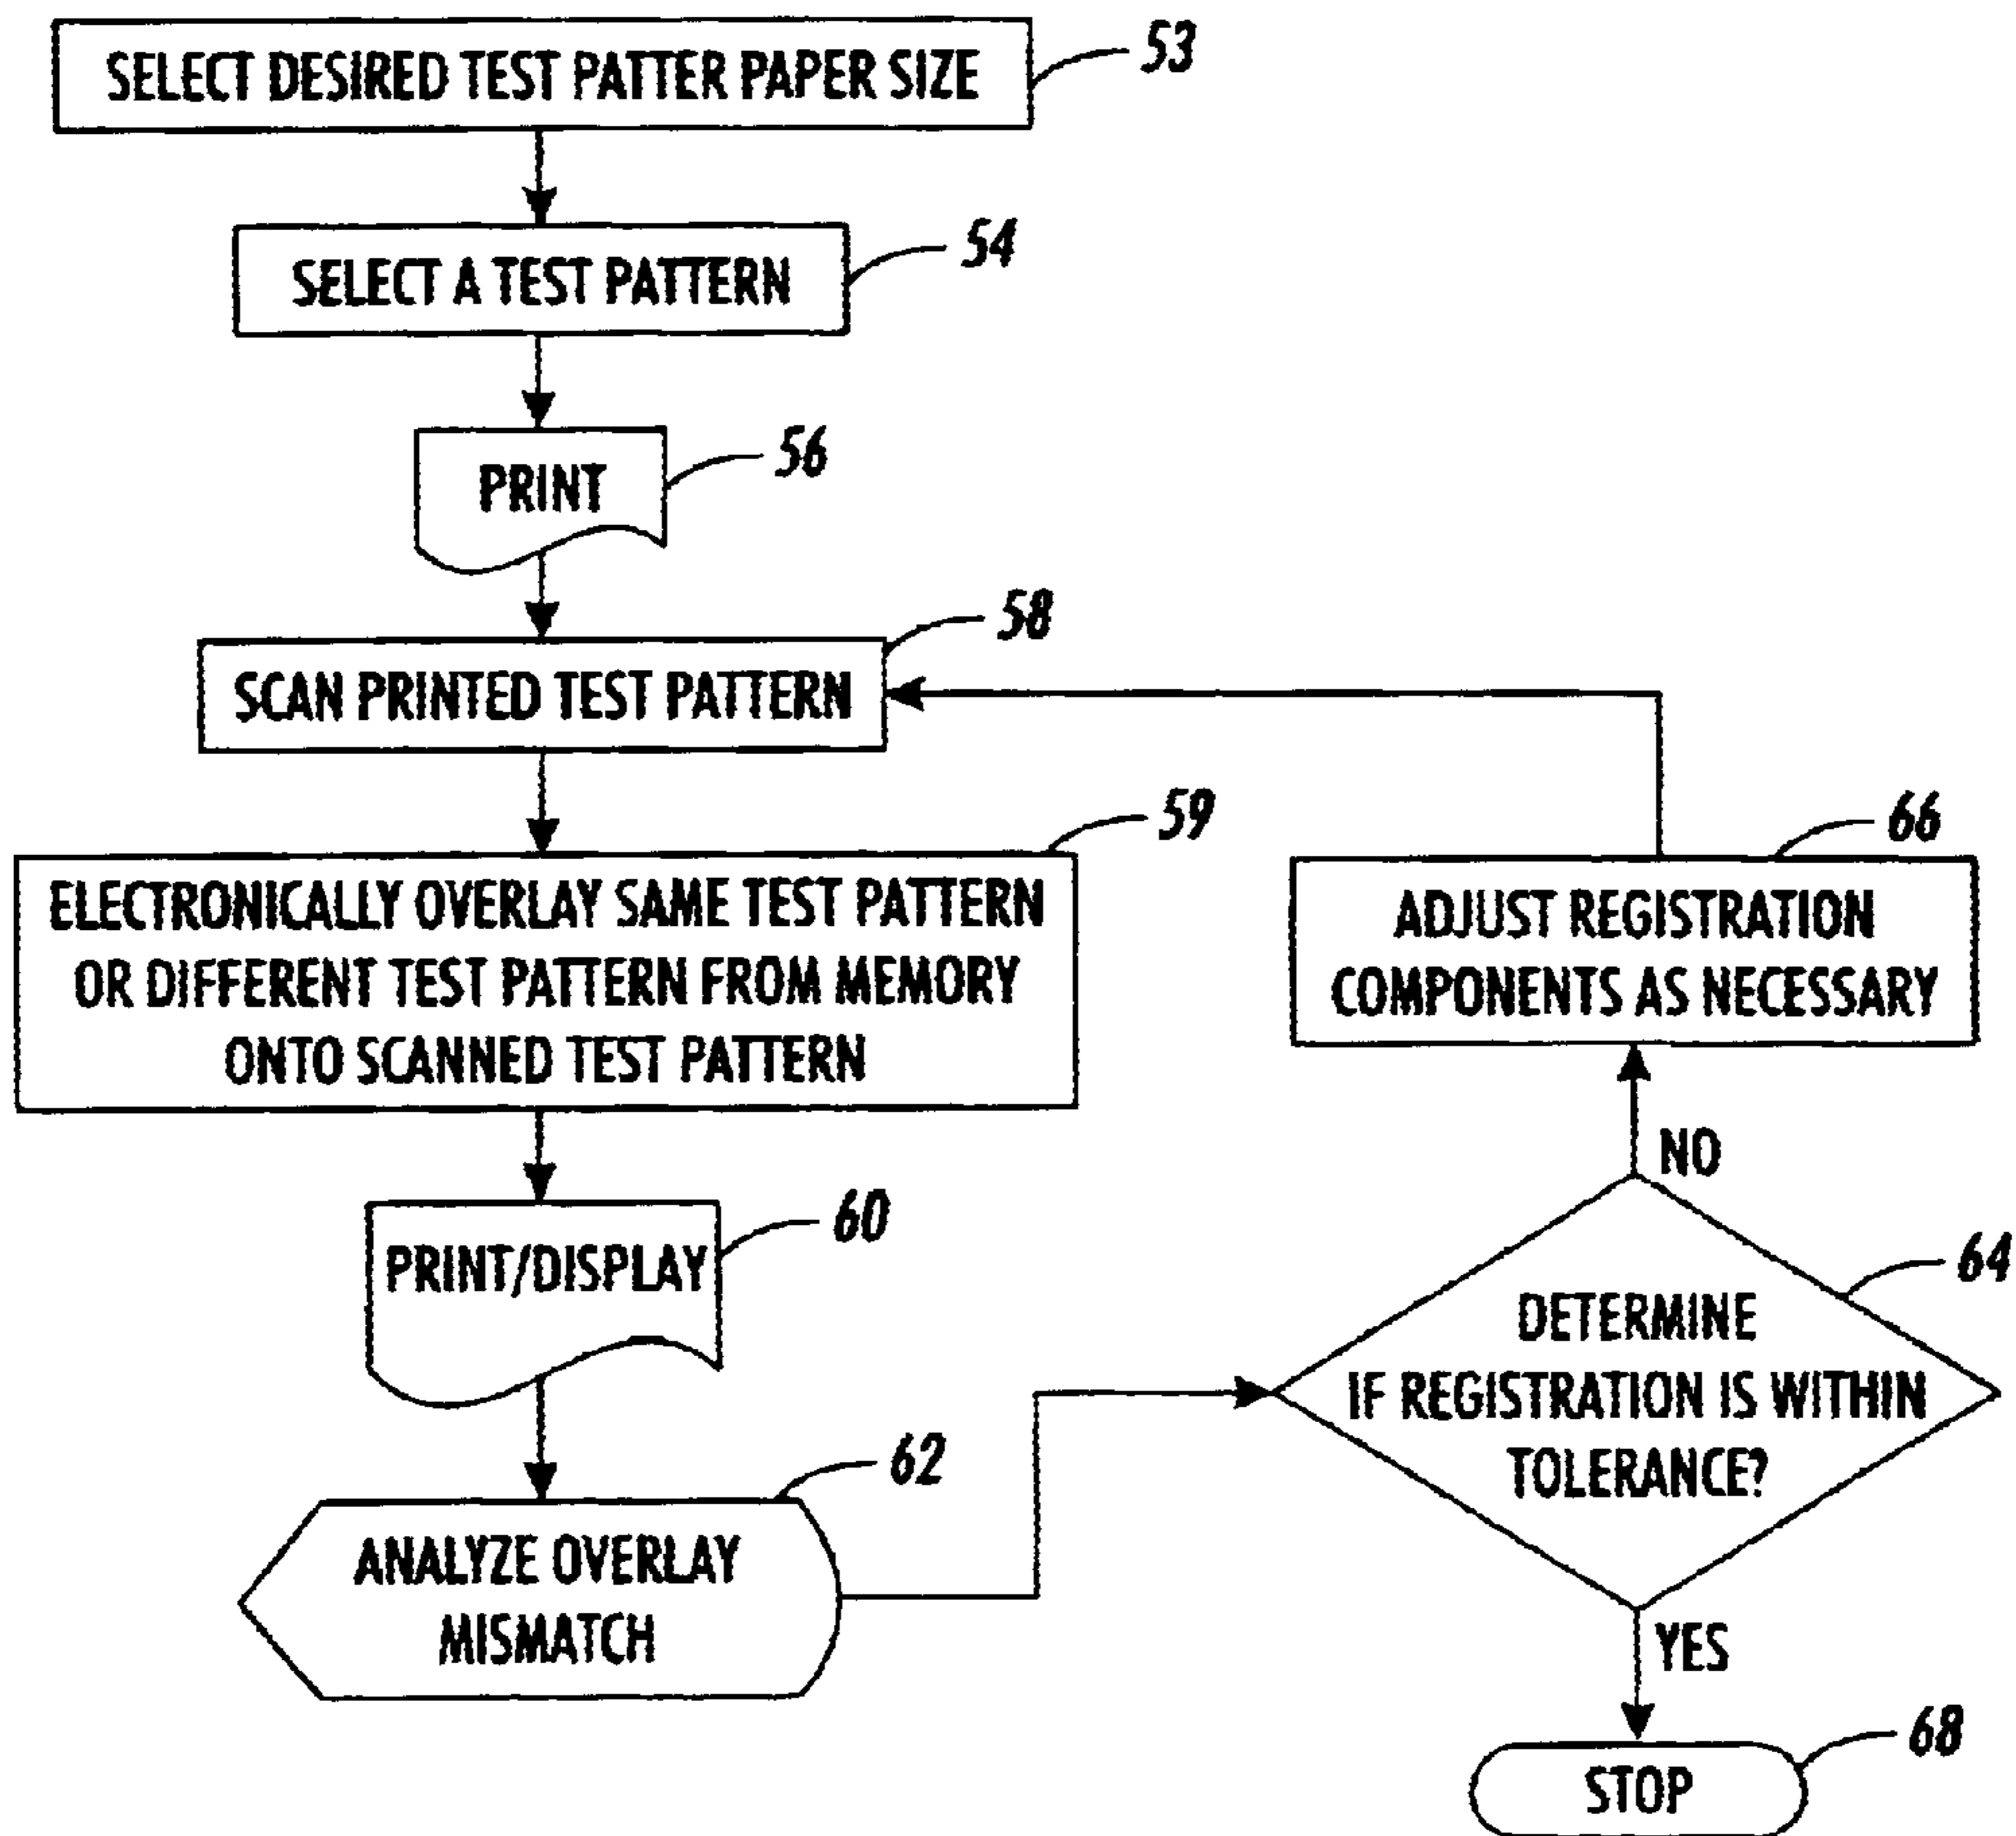 SELECT DESIRED TEST PATTER PAPER SIZE
53
SELECT A TEST PATTERN
54
PRINT
56
SCAN PRINTED TEST PATTERN
58
ELECTRONICALLY OVERLAY SAME TEST PATTERN
OR DIFFERENT TEST PATTERN FROM MEMORY
ONTO SCANNED TEST PATTERN
59
PRINT/DISPLAY
60
ANALYZE OVERLAY
MISMATCH
62
DETERMINE
IF REGISTRATION IS WITHIN
TOLERANCE?
64
NO
ADJUST REGISTRATION
COMPONENTS AS NECESSARY
66
YES
STOP
68